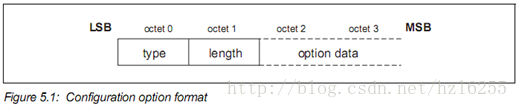 LSB octet 0 octet 1 octet 2 octet 3 MSB
type length option data
http://blog.csdn.net/hzl6255
Figure 5.1: Configuration option format